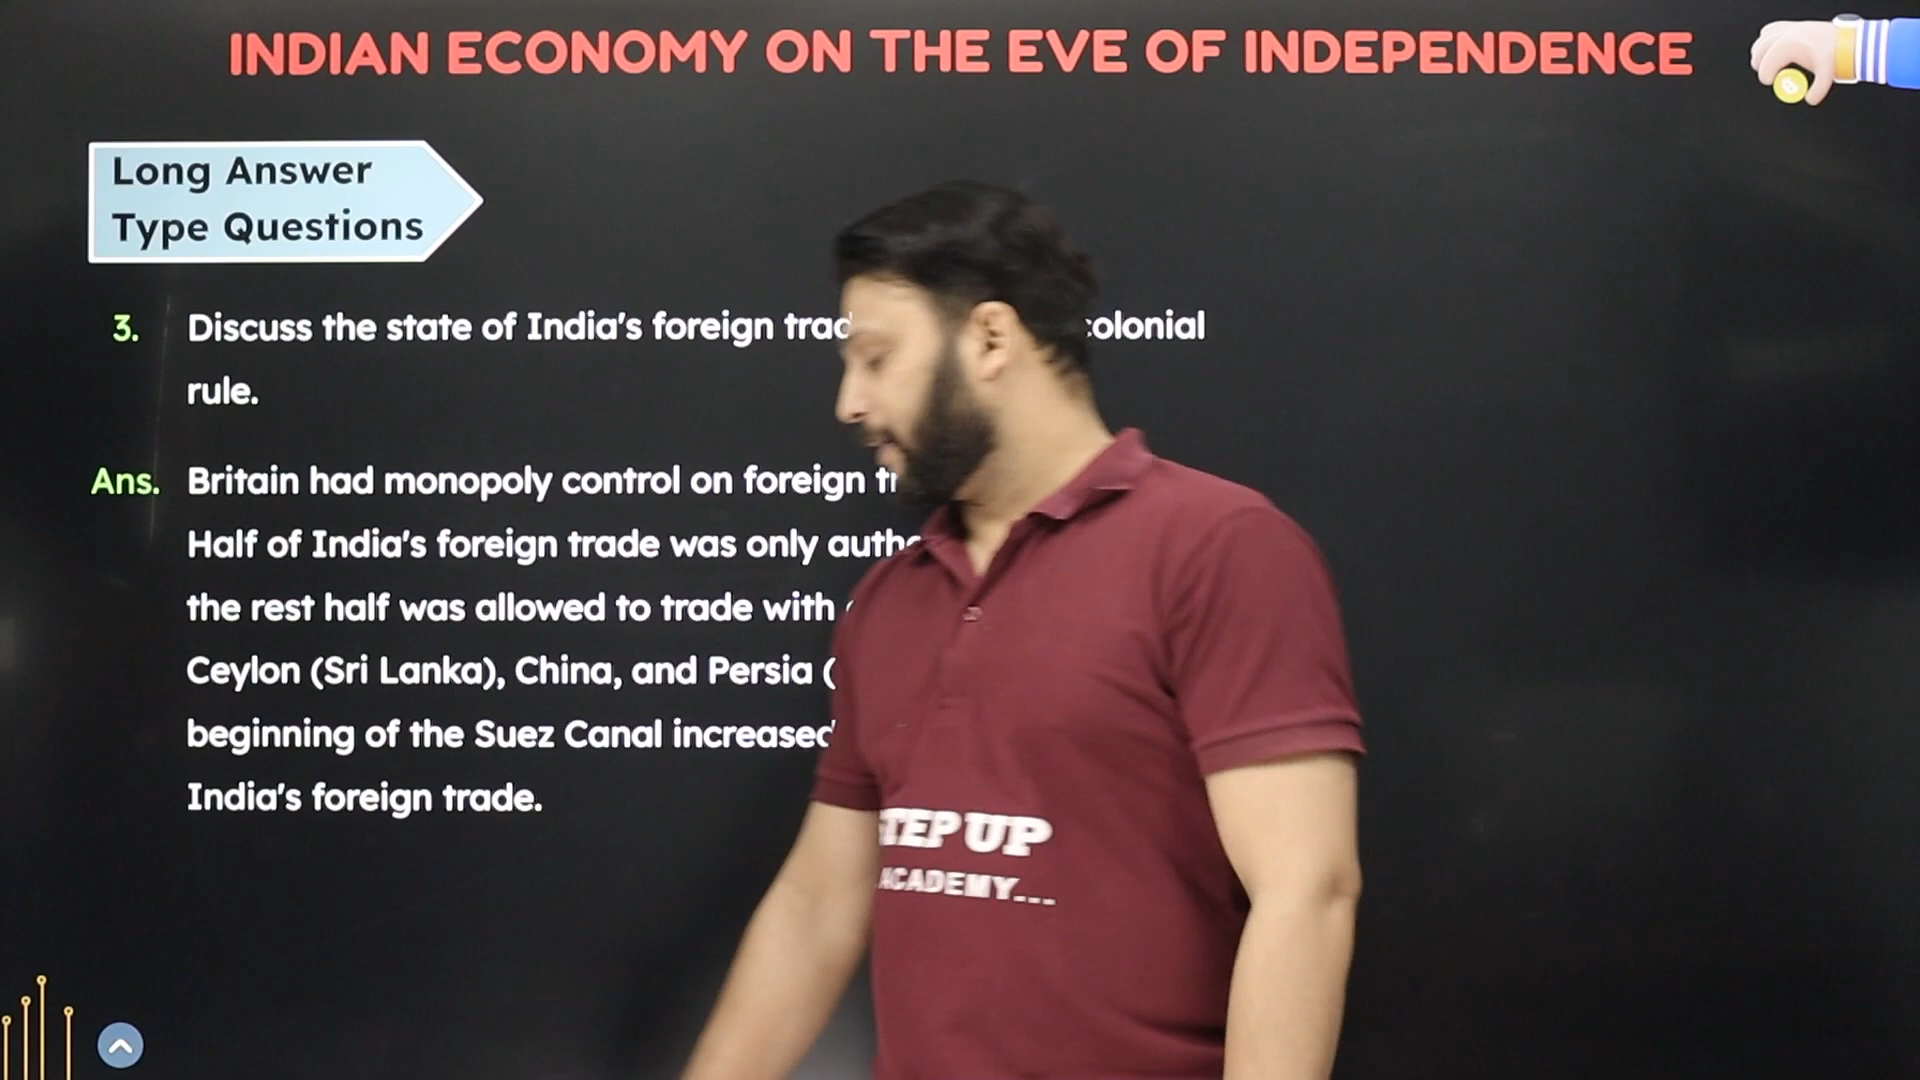 INDIAN ECONOMY ON THE EVE OF INDEPENDENCE
Long Answer
Type Questions
3. Discuss the state of India's foreign colonial
rule.
Ans. Britain had monopoly control on foreign
Half of India's foreign trade was only
the rest half was allowed to trade with
Ceylon (Sri Lanka), China, and Persia (
beginning of the Suez Canal increased
India's foreign trade.
STEP UP
ACADEMY...